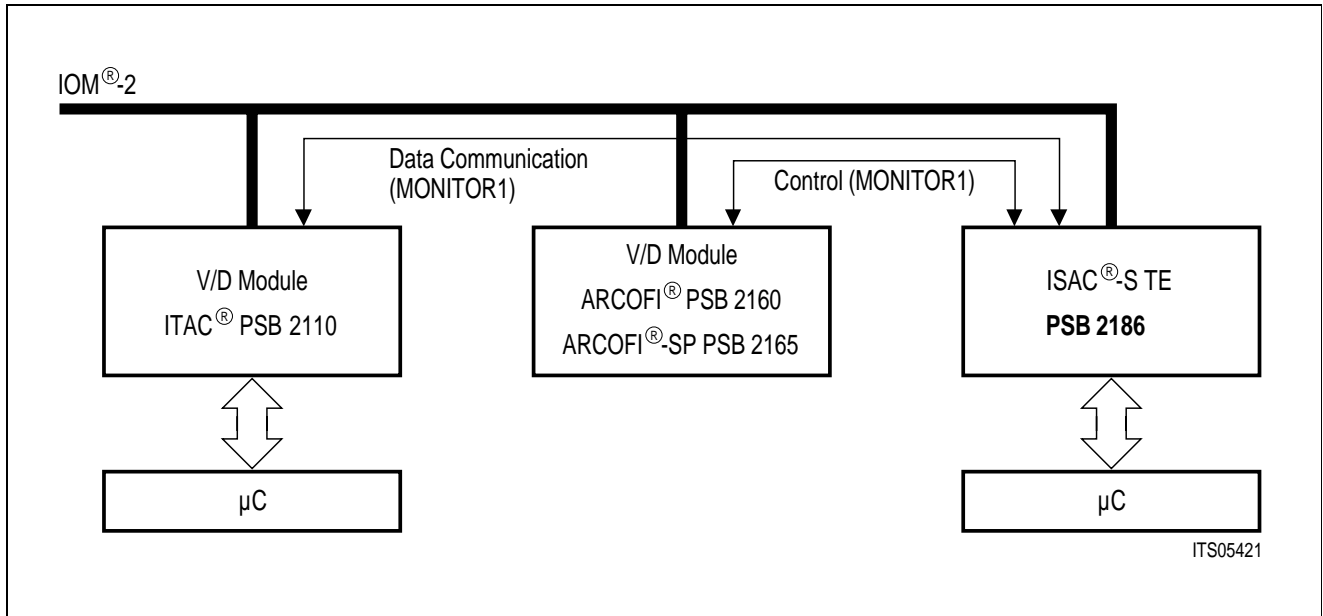 IOM®-2
Data Communication
(MONITOR1)
Control (MONITOR1)
V/D Module
ITAC® PSB 2110
V/D Module
ARCOFI® PSB 2160
ARCOFI®-SP PSB 2165
ISAC®-S TE
PSB 2186
µC
µC
ITS05421